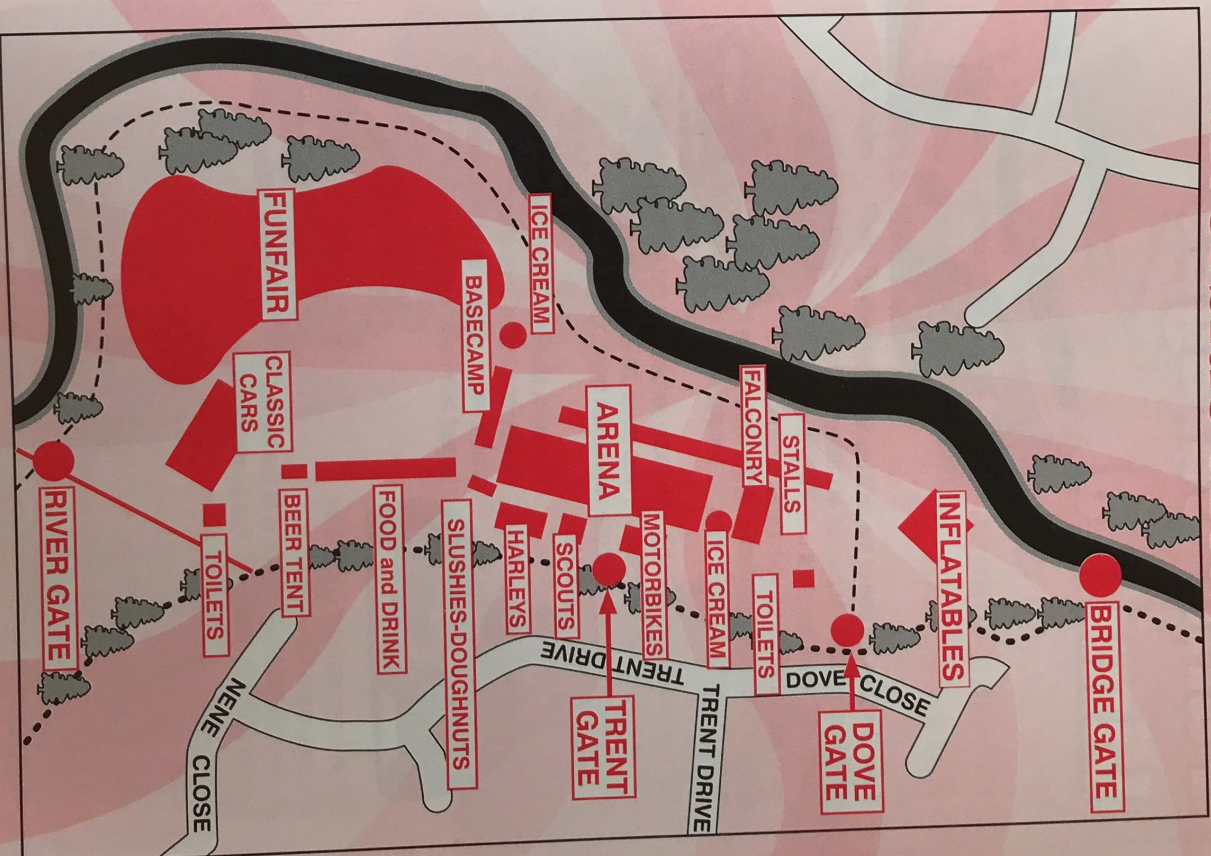 BRIDGE GATE
INFLATABLES
DOVE
GATE
DOVE CLOSE
STALLS
TOILETS
FALCONRY
ICE CREAM
TRENT DRIVE
MOTORBIKES
TRENT DRIVE
ARENA
TRENT
GATE
SCOUTS
ICE CREAM
HARLEYS
BASECAMP
SLUSHIES-DOUGHNUTS
FOOD and DRINK
BEER TENT
FUNFAIR
CLASSIC
CARS
TOILETS
NENE CLOSE
RIVER GATE